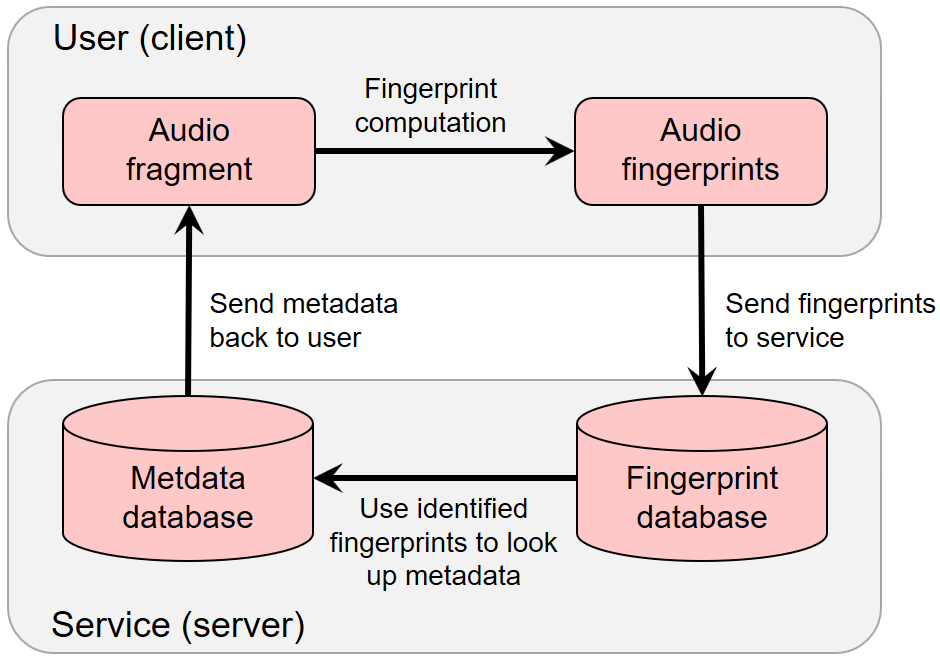 User (client)
Audio
fragment
Fingerprint
computation
Audio
fingerprints
Send metadata
back to user
Send fingerprints
to service
Metdata
database
Use identified
fingerprints to look
up metadata
Fingerprint
database
Service (server)